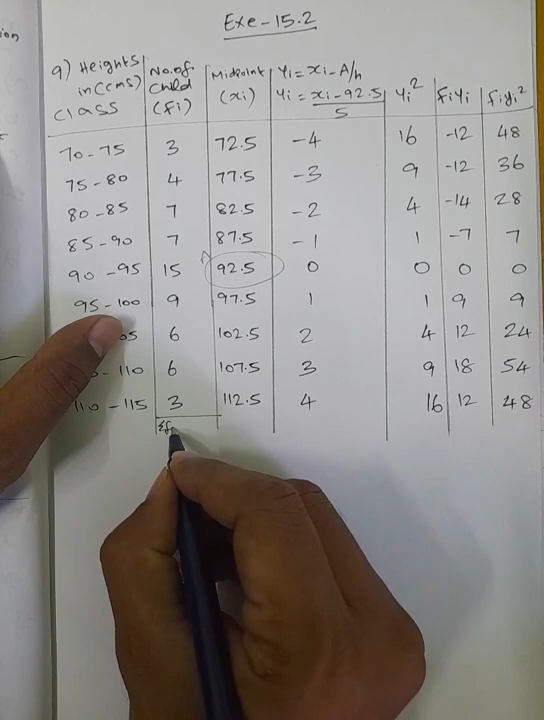 Exe-15.2
9) Heights in (cms) class | No. of child (fi) | Midpoint (xi) | yi = xi - A/h yi = xi - 92.5 / 5 | yi² | fiyi | fiyi²
70-75 3 72.5 -4 16 -12 48
75-80 4 77.5 -3 9 -12 36
80-85 7 82.5 -2 4 -14 28
85-90 7 87.5 -1 1 -7 7
90-95 15 92.5 0 0 0 0
95-100 9 97.5 1 1 9 9
05 6 102.5 2 4 12 24
-110 6 107.5 3 9 18 54
110-115 3 112.5 4 16 12 48
Σf